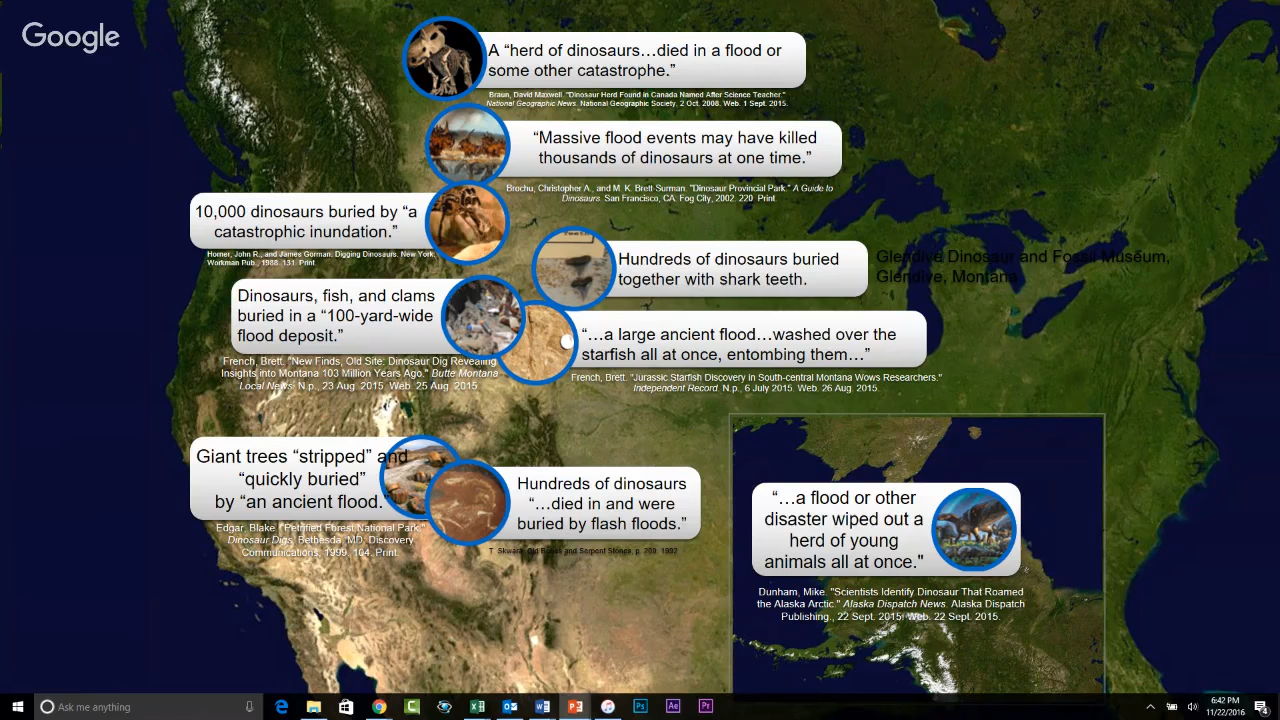 Google
A “herd of dinosaurs…died in a flood or
some other catastrophe.”
Braun, David Maxwell. "Dinosaur Herd Found in Canada Named After Science Teacher."
National Geographic News. National Geographic Society, 2 Oct. 2008. Web. 1 Sept. 2015.
“Massive flood events may have killed
thousands of dinosaurs at one time.”
Brochu, Christopher A., and M. K. Brett-Surman. "Dinosaur Provincial Park." A Guide to
Dinosaurs. San Francisco, CA: Fog City, 2002. 220. Print.
10,000 dinosaurs buried by “a
catastrophic inundation.”
Horner, John R., and James Gorman. Digging Dinosaurs. New York:
Workman Pub., 1988. 131. Print.
Hundreds of dinosaurs buried
together with shark teeth.
Glendive Dinosaur and Fossil Museum,
Glendive, Montana
Dinosaurs, fish, and clams
buried in a “100-yard-wide
flood deposit.”
French, Brett. "New Finds, Old Site: Dinosaur Dig Revealing
Insights into Montana 103 Million Years Ago." Butte Montana
Local News. N.p., 23 Aug. 2015. Web. 25 Aug. 2015.
“…a large ancient flood…washed over the
starfish all at once, entombing them…”
French, Brett. "Jurassic Starfish Discovery in South-central Montana Wows Researchers."
Independent Record. N.p., 6 July 2015. Web. 26 Aug. 2015.
Giant trees “stripped” and
“quickly buried”
by “an ancient flood.”
Edgar, Blake. "Petrified Forest National Park."
Dinosaur Digs. Bethesda, MD: Discovery
Communications, 1999. 104. Print.
Hundreds of dinosaurs
“…died in and were
buried by flash floods.”
T. Skwara, Old Bones and Serpent Stones, p. 209. 1992
“…a flood or other
disaster wiped out a
herd of young
animals all at once."
Dunham, Mike. "Scientists Identify Dinosaur That Roamed
the Alaska Arctic." Alaska Dispatch News. Alaska Dispatch
Publishing., 22 Sept. 2015. Web. 22 Sept. 2015.
Ask me anything
6:42 PM
11/22/2016
4